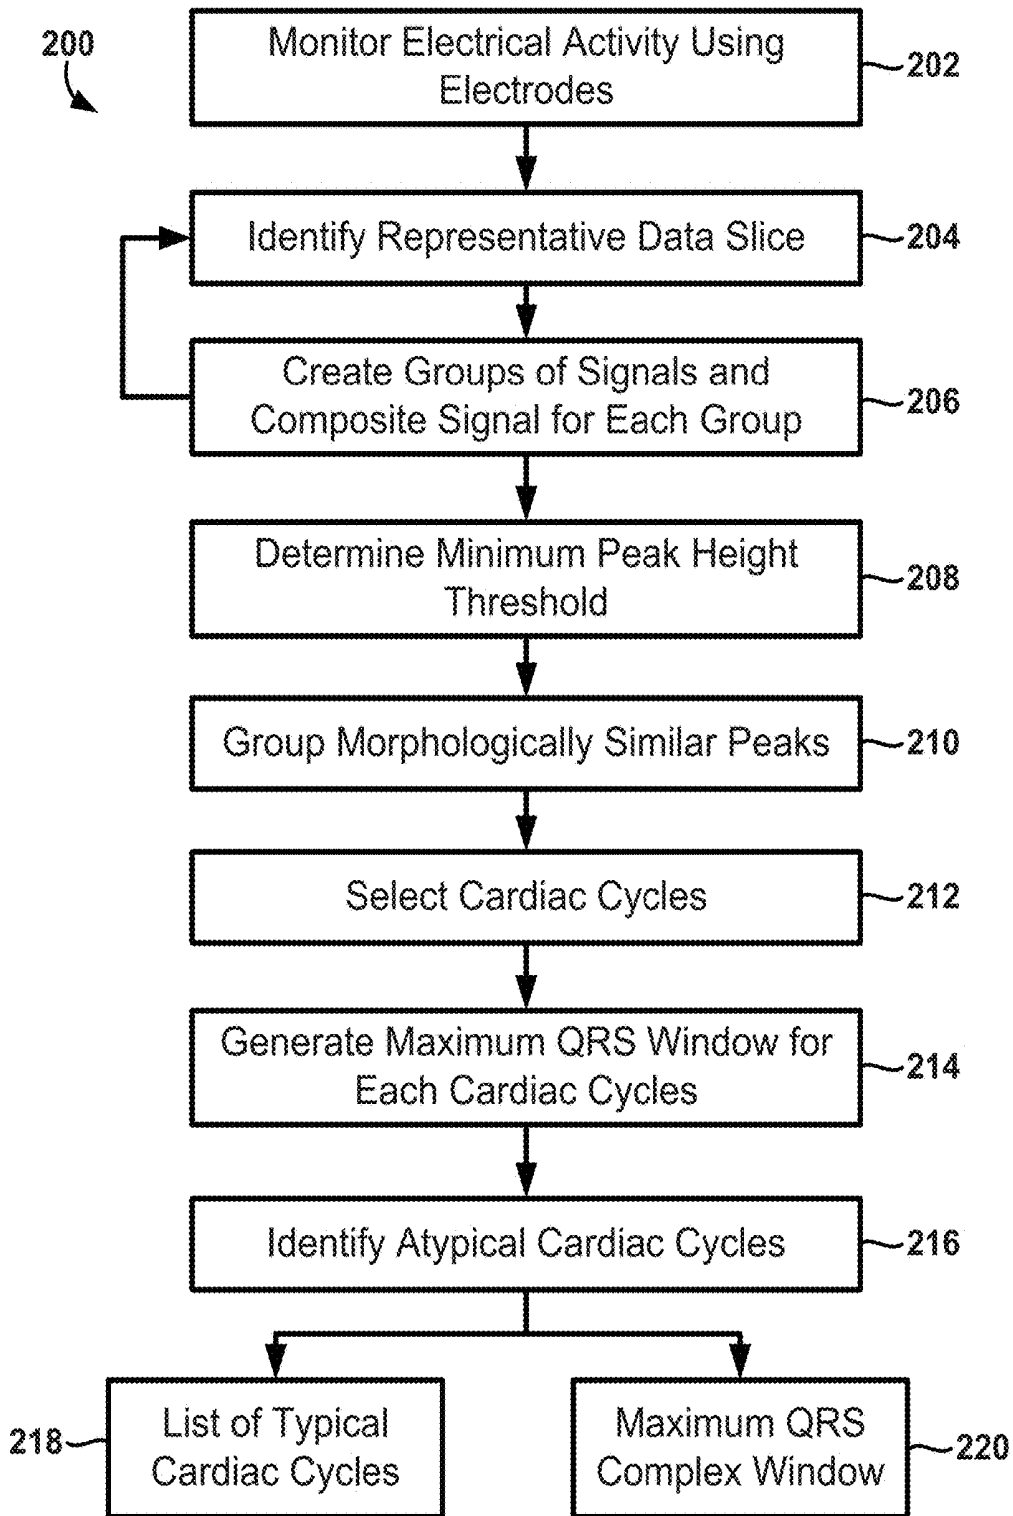 200
Monitor Electrical Activity Using
Electrodes
202
Identify Representative Data Slice
204
Create Groups of Signals and
Composite Signal for Each Group
206
Determine Minimum Peak Height
Threshold
208
Group Morphologically Similar Peaks
210
Select Cardiac Cycles
212
Generate Maximum QRS Window for
Each Cardiac Cycles
214
Identify Atypical Cardiac Cycles
216
218
List of Typical
Cardiac Cycles
Maximum QRS
Complex Window
220